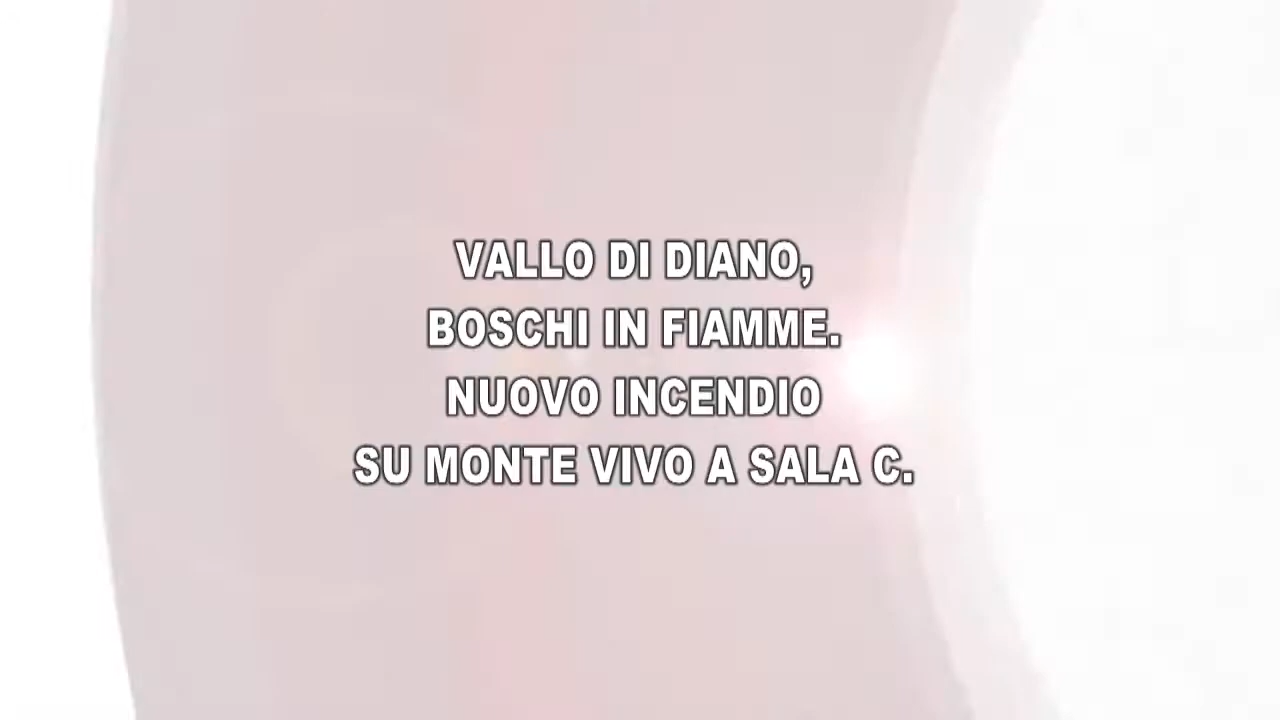 VALLO DI DIANO,
BOSCHI IN FIAMME.
NUOVO INCENDIO
SU MONTE VIVO A SALA C.